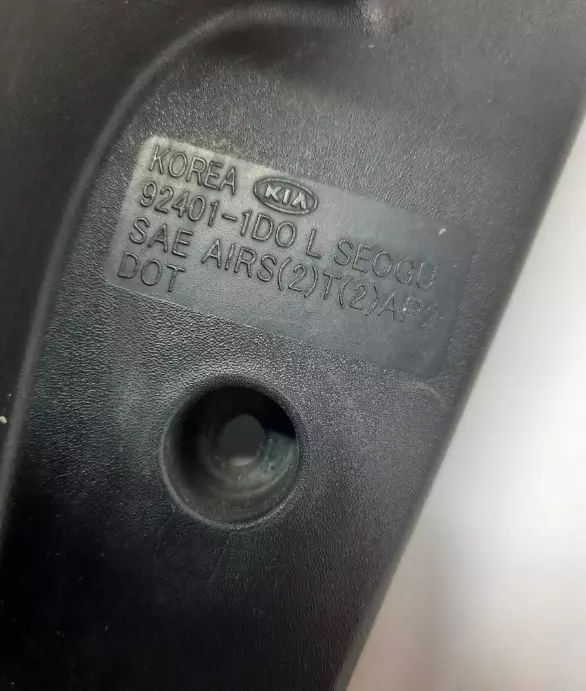 KOREA KIA
92401-1D0 L SEOGU
SAE AIRS(2)T(2)AP2
DOT